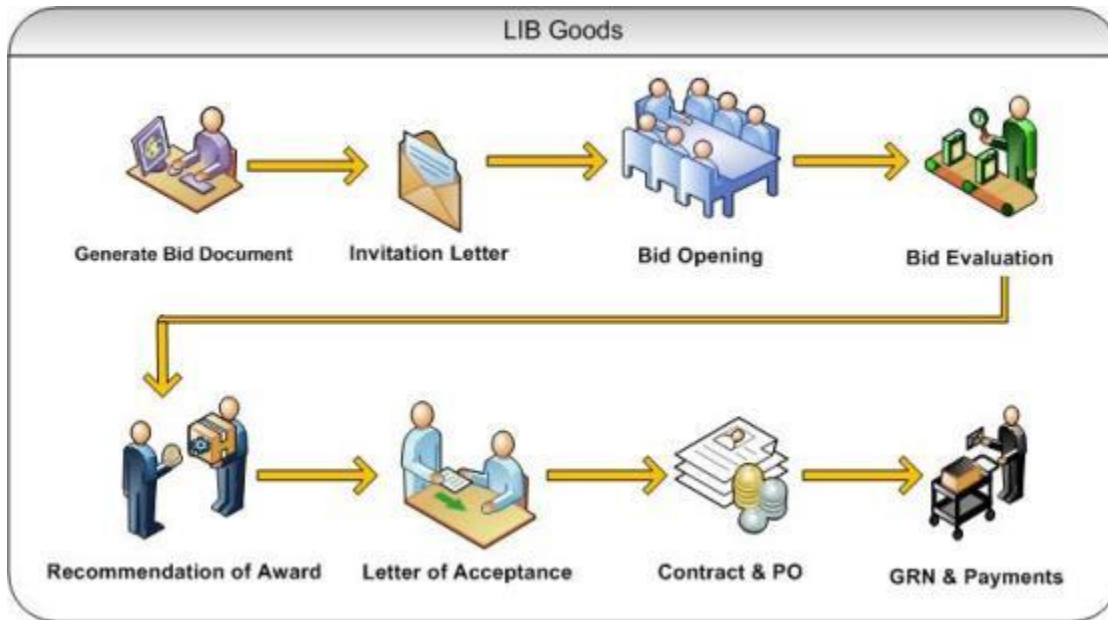 LIB Goods
Generate Bid Document
Invitation Letter
Bid Opening
Bid Evaluation
Recommendation of Award
Letter of Acceptance
Contract & PO
GRN & Payments